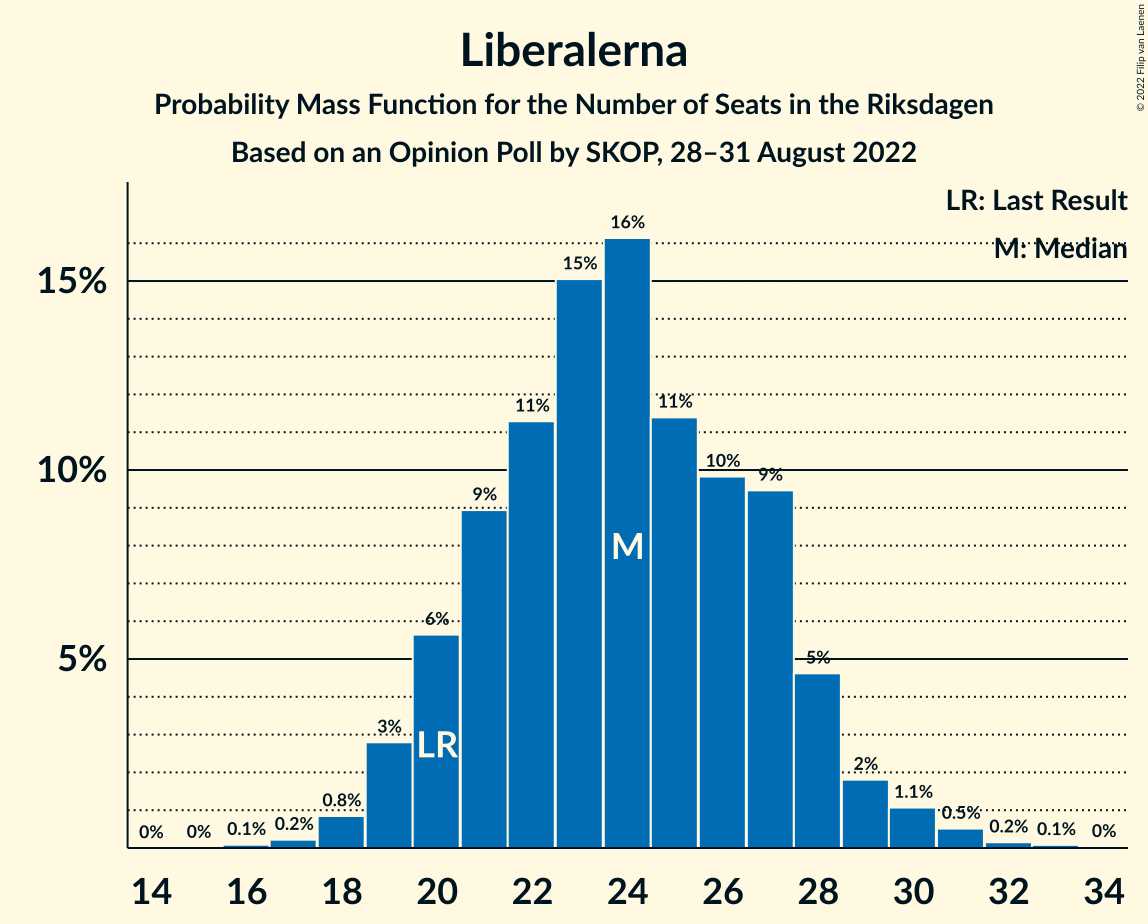 Liberalerna
Probability Mass Function for the Number of Seats in the Riksdagen
Based on an Opinion Poll by SKOP, 28–31 August 2022
© 2022 Filip van Laenen
LR: Last Result
M: Median
15%
10%
5%
0%
0%
0.1%
0.2%
0.8%
3%
6%
9%
11%
15%
16%
11%
10%
9%
5%
2%
1.1%
0.5%
0.2%
0.1%
0%
LR
M
14 16 18 20 22 24 26 28 30 32 34